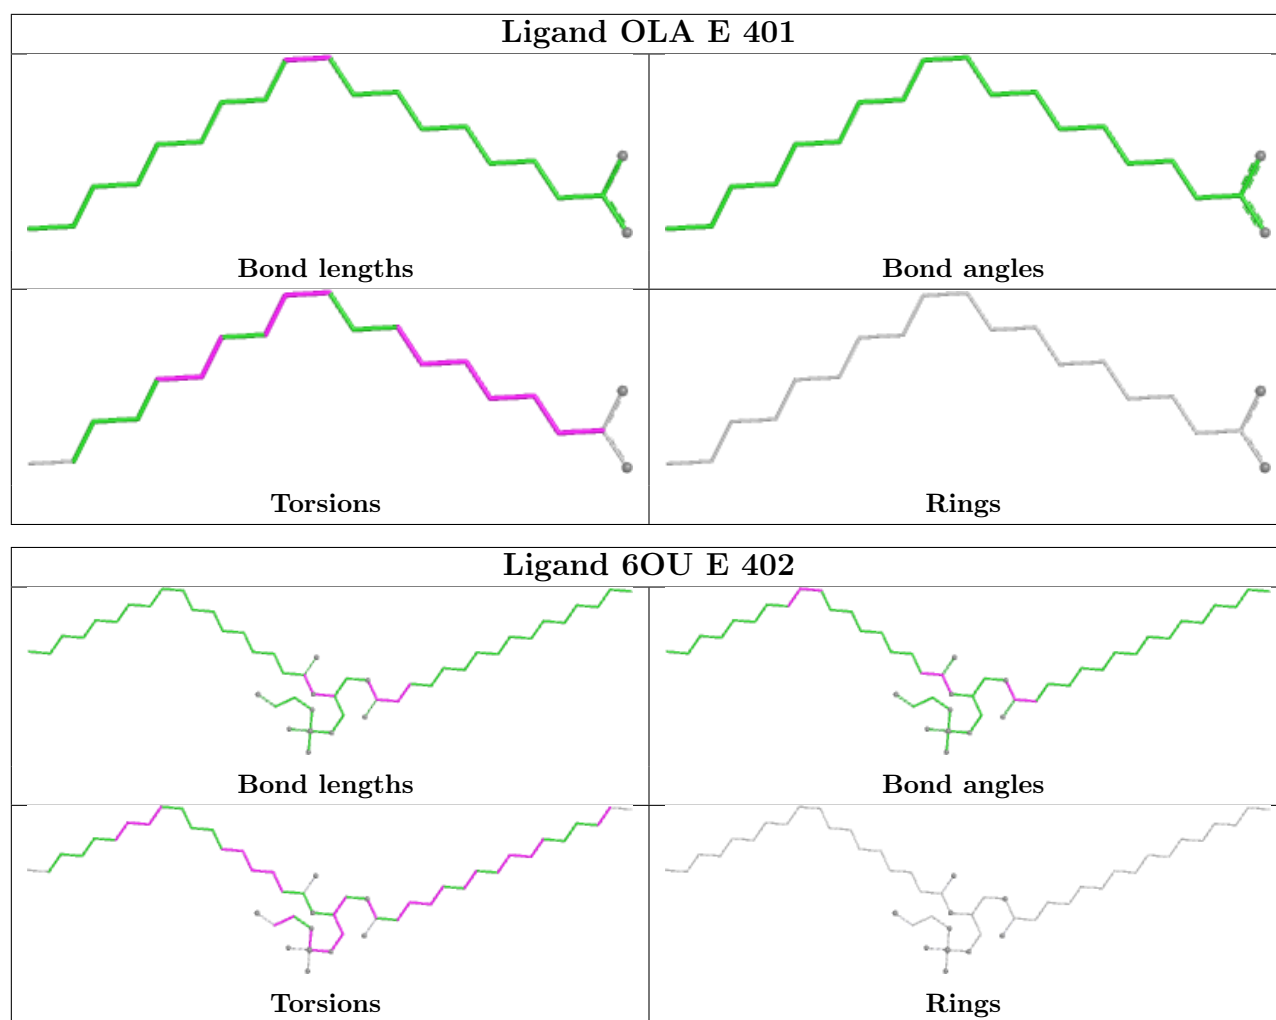 Ligand OLA E 401
Bond lengths
Bond angles
Torsions
Rings
Ligand 6OU E 402
Bond lengths
Bond angles
Torsions
Rings